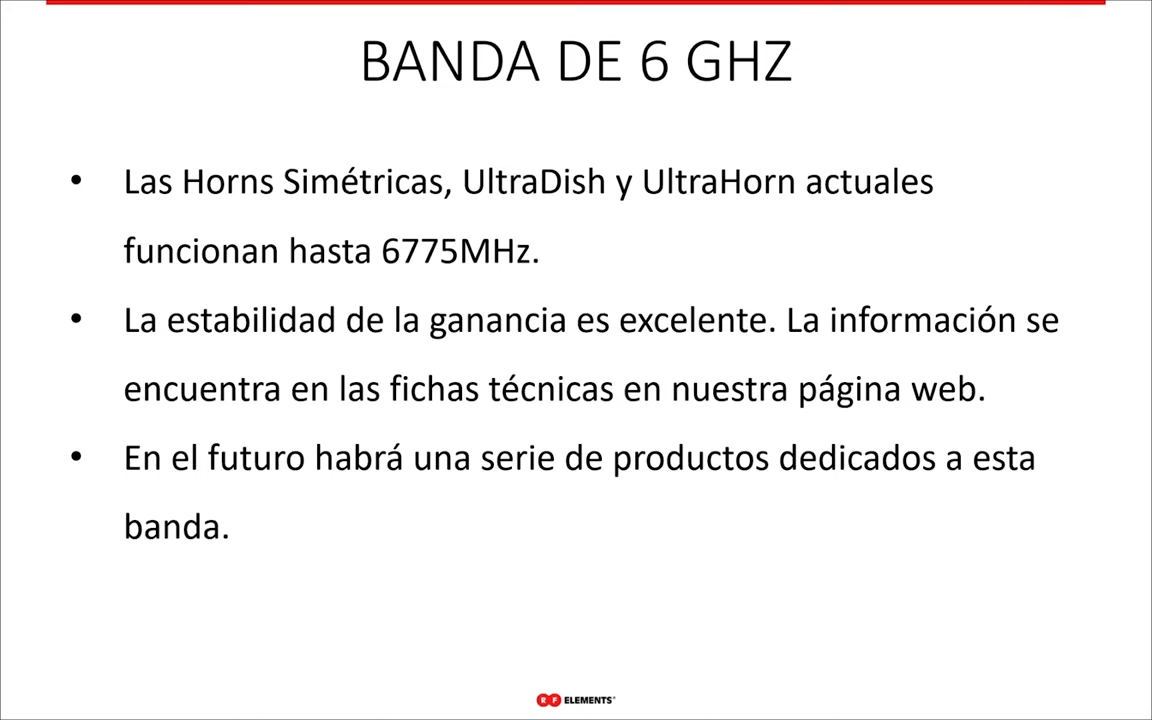 BANDA DE 6 GHZ
• Las Horns Simétricas, UltraDish y UltraHorn actuales
funcionan hasta 6775MHz.
• La estabilidad de la ganancia es excelente. La información se
encuentra en las fichas técnicas en nuestra página web.
• En el futuro habrá una serie de productos dedicados a esta
banda.
RF ELEMENTS